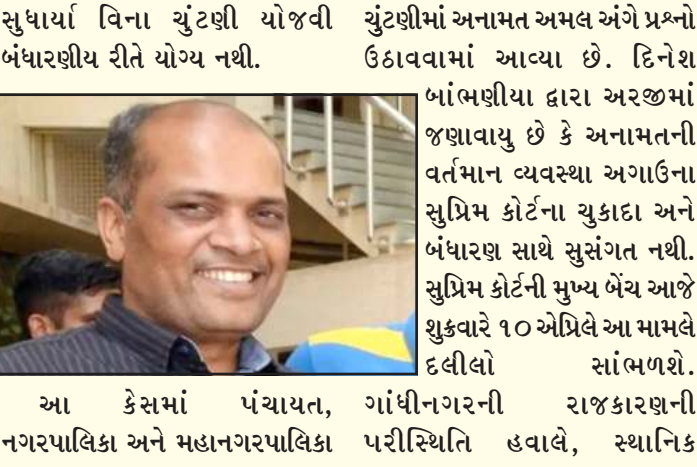 સુધાર્યા વિના ચુંટણી યોજવી
બંધારણીય રીતે યોગ્ય નથી.
આ કેસમાં પંચાયત,
નગરપાલિકા અને મહાનગરપાલિકા
ચુંટણીમાં અનામત અમલ અંગે પ્રશ્નો
ઉઠાવવામાં આવ્યા છે. દિનેશ
બાંભણીયા દ્વારા અરજીમાં
જણાવાયુ છે કે અનામતની
વર્તમાન વ્યવસ્થા અગાઉના
સુપ્રિમ કોર્ટના ચુકાદા અને
બંધારણ સાથે સુસંગત નથી.
સુપ્રિમ કોર્ટની મુખ્ય બેંચ આજે
શુક્રવારે ૧૦ એપ્રિલે આ મામલે
દલીલો સાંભળશે.
ગાંધીનગરની રાજકારણની
પરીસ્થિતિ હવાલે, સ્થાનિક